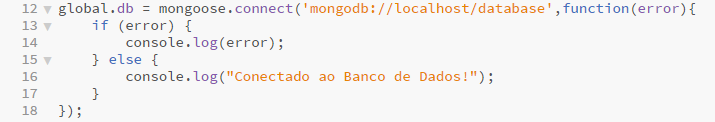 12 global.db = mongoose.connect('mongodb://localhost/database',function(error){
13     if (error) {
14         console.log(error);
15     } else {
16         console.log("Conectado ao Banco de Dados!");
17     }
18 });